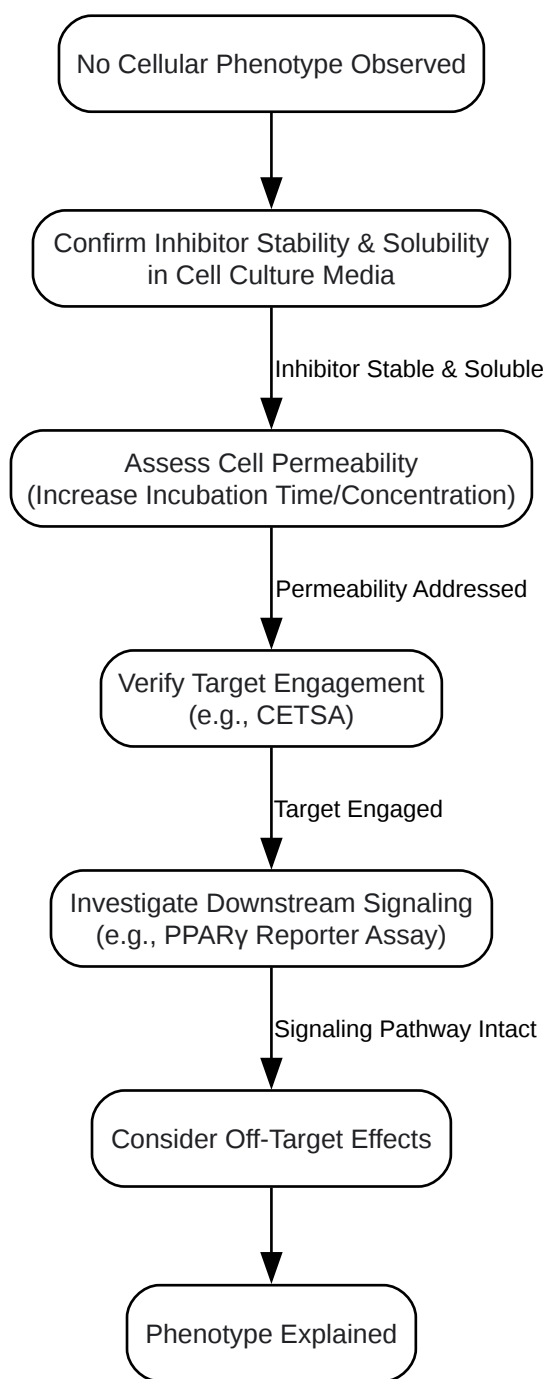 No Cellular Phenotype Observed
Confirm Inhibitor Stability & Solubility
in Cell Culture Media
Inhibitor Stable & Soluble
Assess Cell Permeability
(Increase Incubation Time/Concentration)
Permeability Addressed
Verify Target Engagement
(e.g., CETSA)
Target Engaged
Investigate Downstream Signaling
(e.g., PPARγ Reporter Assay)
Signaling Pathway Intact
Consider Off-Target Effects
Phenotype Explained